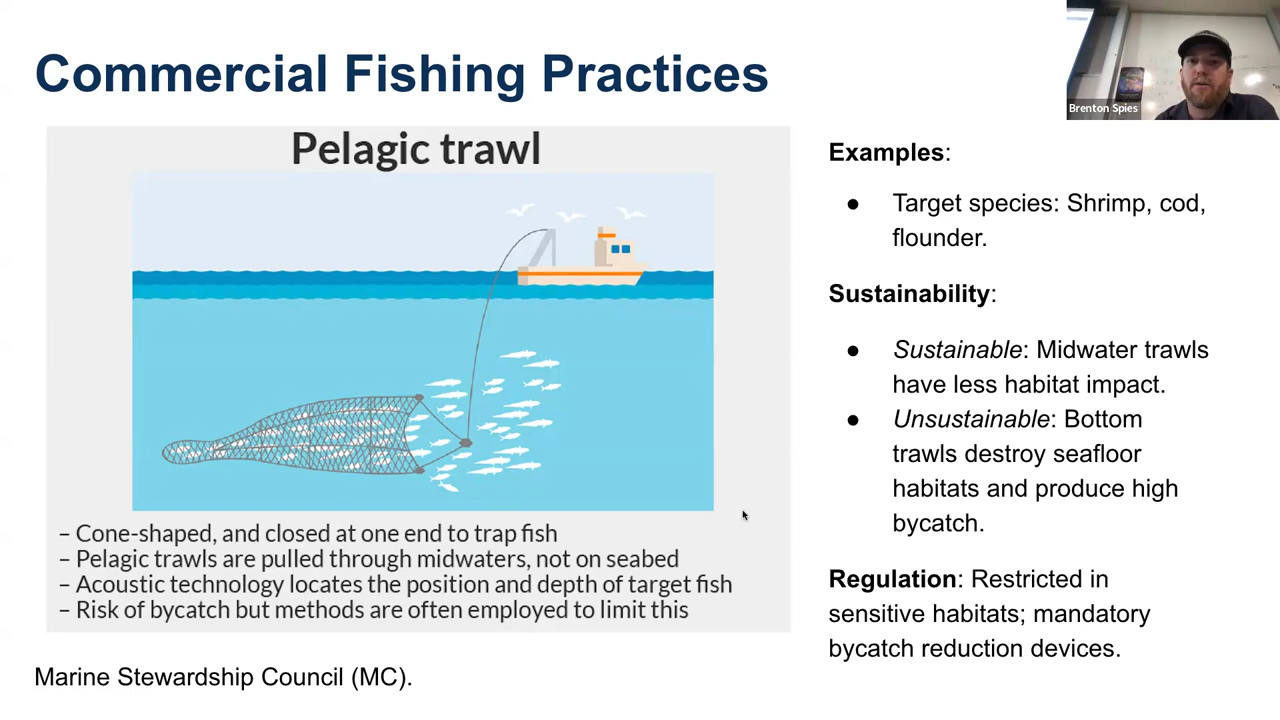 Commercial Fishing Practices
Brenton Spies
Pelagic trawl
– Cone-shaped, and closed at one end to trap fish
– Pelagic trawls are pulled through midwaters, not on seabed
– Acoustic technology locates the position and depth of target fish
– Risk of bycatch but methods are often employed to limit this
Marine Stewardship Council (MC).
Examples:
● Target species: Shrimp, cod,
flounder.
Sustainability:
● Sustainable: Midwater trawls
have less habitat impact.
● Unsustainable: Bottom
trawls destroy seafloor
habitats and produce high
bycatch.
Regulation: Restricted in
sensitive habitats; mandatory
bycatch reduction devices.